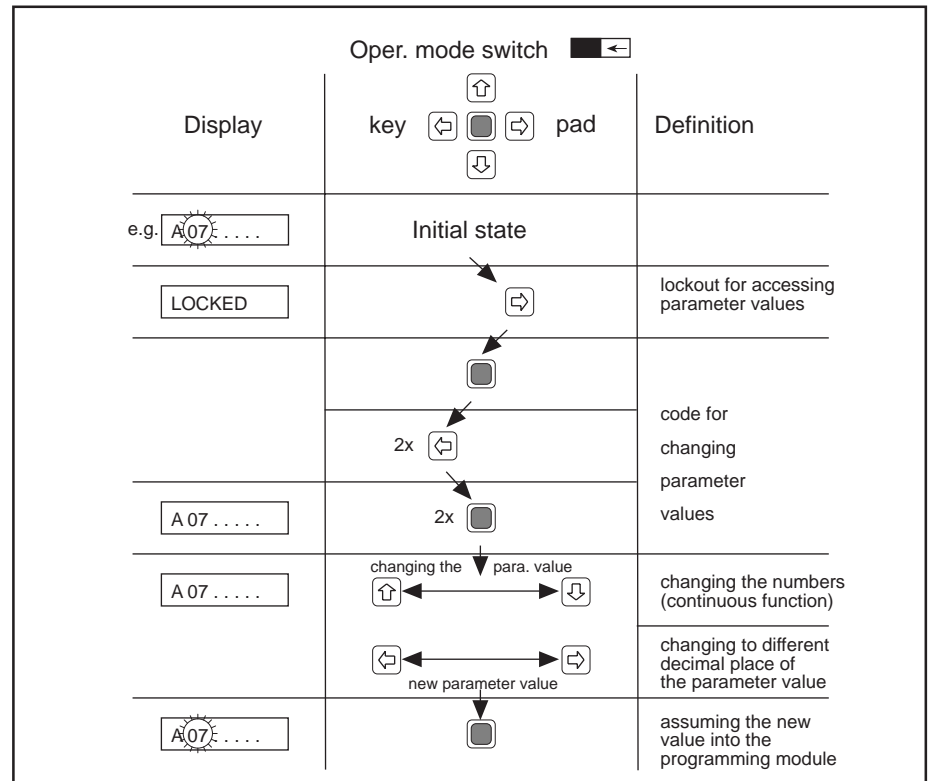 Oper. mode switch
Display
key pad
Definition
e.g. A 07 . . . . .
Initial state
LOCKED
lockout for accessing
parameter values
code for
2x
changing
parameter
A 07 . . . . .
2x
values
changing the para. value
A 07 . . . . .
changing the numbers
(continuous function)
changing to different
decimal place of
the parameter value
new parameter value
A 07 . . . . .
assuming the new
value into the
programming module